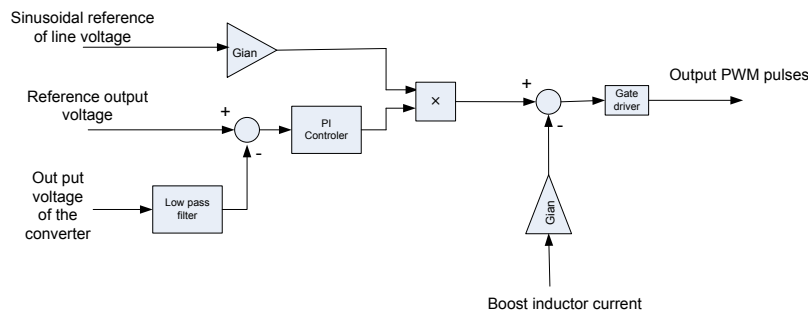 Sinusoidal reference
of line voltage
Gian
Reference output
voltage
+
-
PI
Controler
×
+
-
Gate
driver
Output PWM pulses
Out put
voltage
of the
converter
Low pass
filter
Gian
Boost inductor current